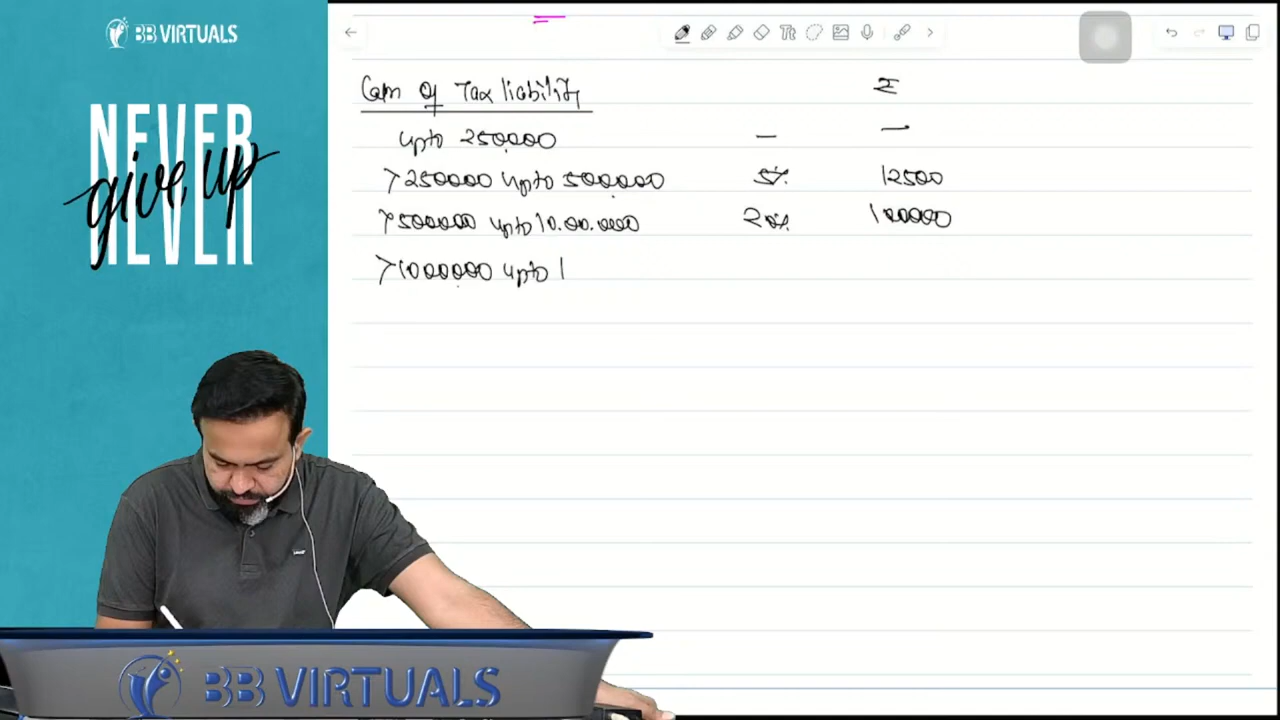 BB VIRTUALS
NEVER
give up
NEVER
Com of Tax liability ₹
upto 250000 — —
>250000 upto 500000 5% 12500
>500000 upto 10.00.000 20% 100000
>1000000 upto 1
BB VIRTUALS